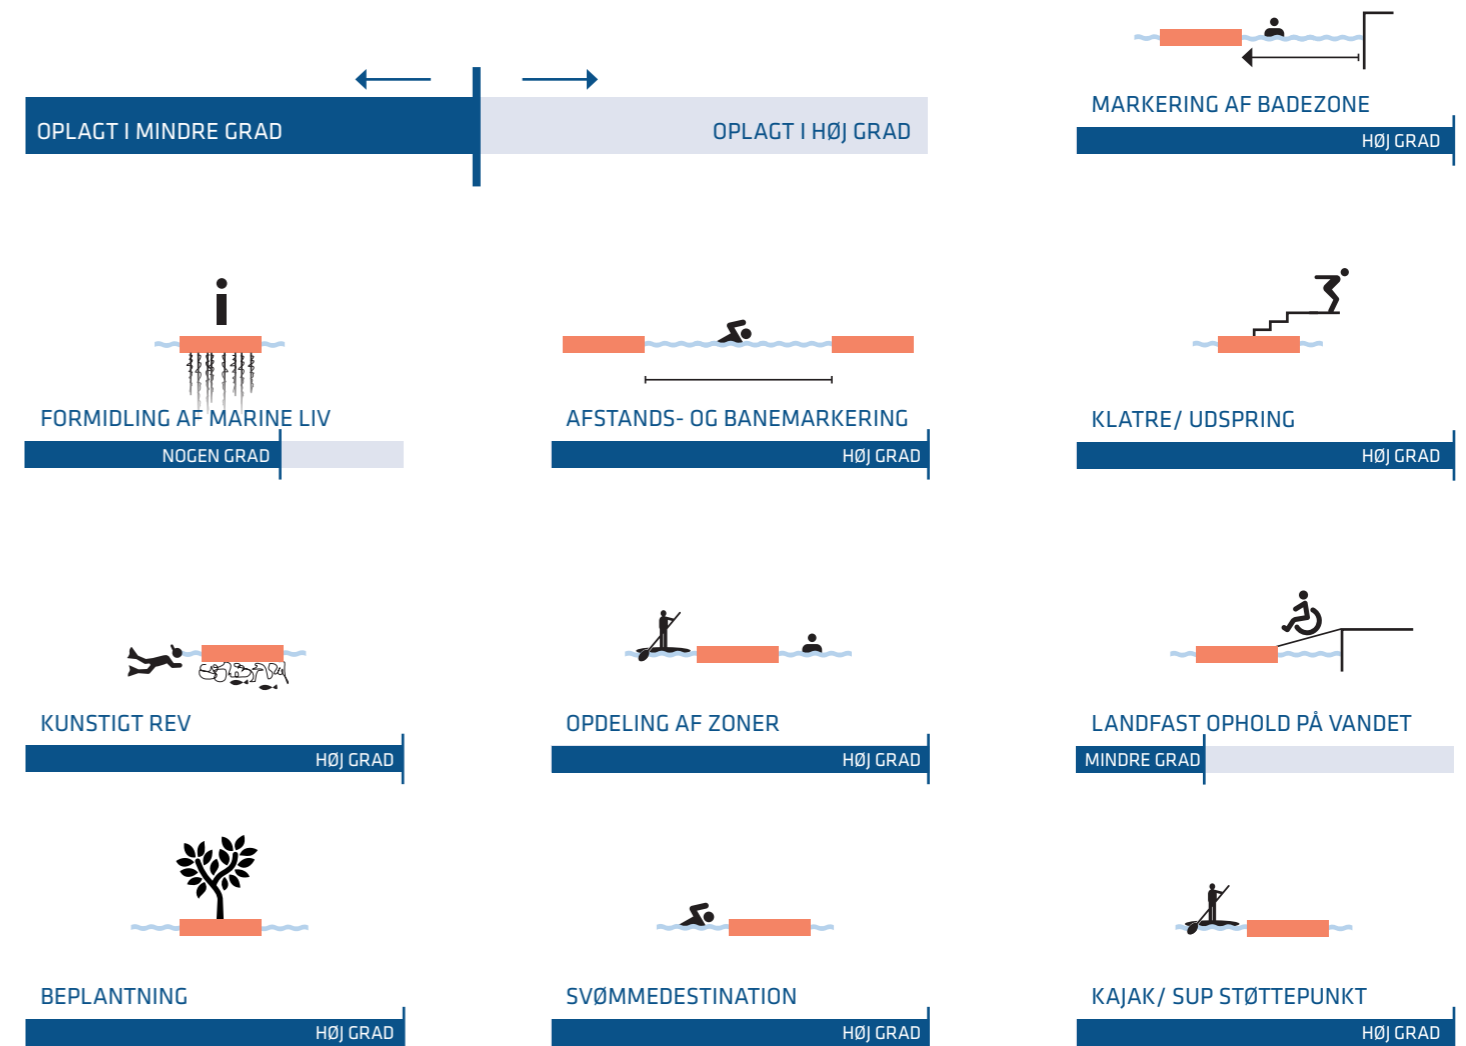 OPLAGT I MINDRE GRAD
OPLAGT I HØJ GRAD
MARKERING AF BADEZONE
HØJ GRAD
FORMIDLING AF MARINE LIV
NOGEN GRAD
AFSTANDS- OG BANEMARKERING
HØJ GRAD
KLATRE/ UDSPRING
HØJ GRAD
KUNSTIGT REV
HØJ GRAD
OPDELING AF ZONER
HØJ GRAD
LANDFAST OPHOLD PÅ VANDET
MINDRE GRAD
BEPLANTNING
HØJ GRAD
SVØMMEDESTINATION
HØJ GRAD
KAJAK/ SUP STØTTEPUNKT
HØJ GRAD